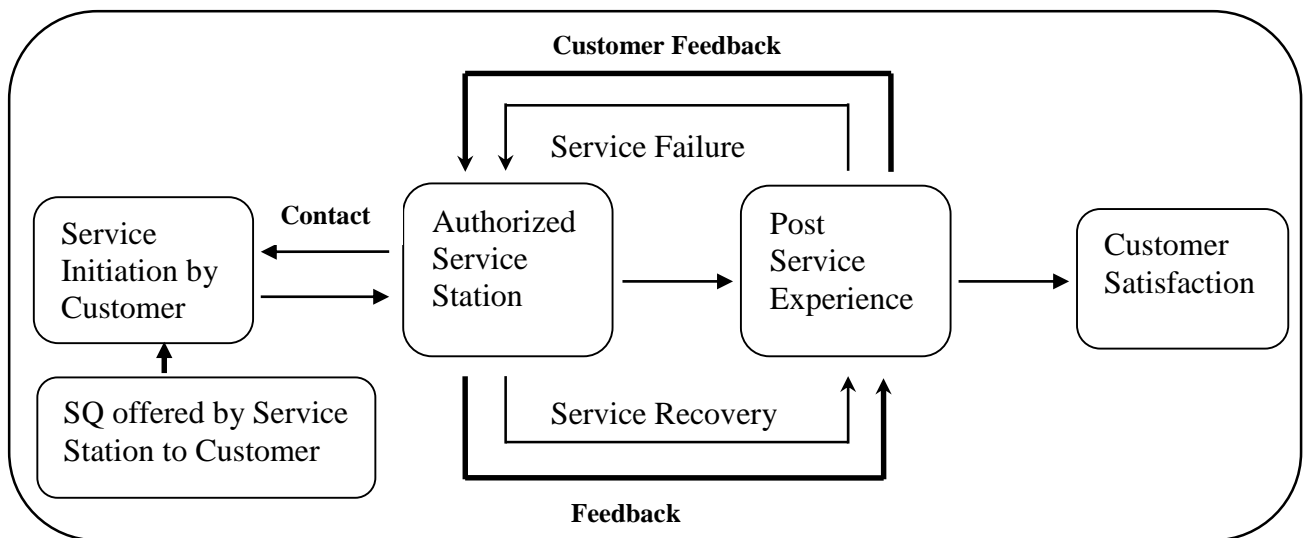 Customer Feedback
Service Failure
Contact
Service
Initiation by
Customer
Authorized
Service
Station
Post
Service
Experience
Customer
Satisfaction
SQ offered by Service
Station to Customer
Service Recovery
Feedback